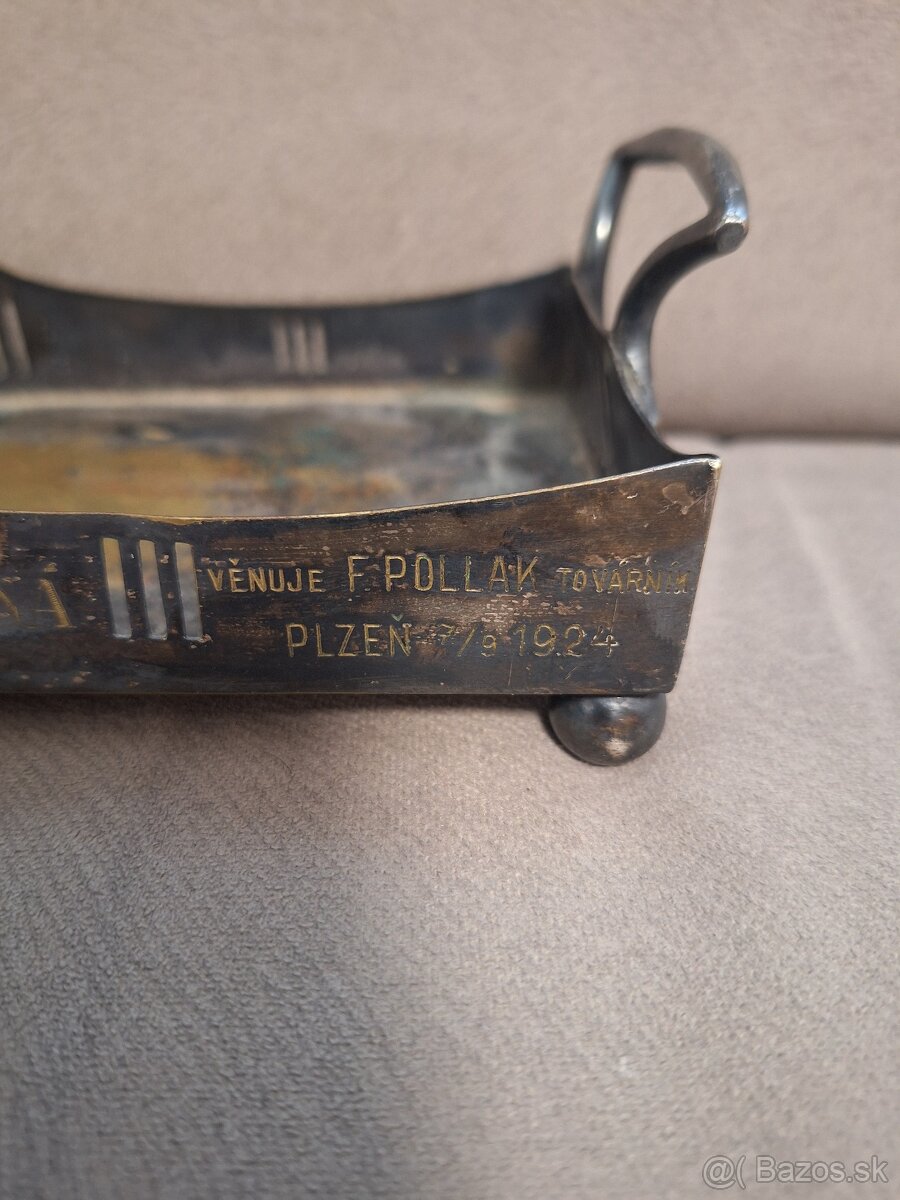 VĚNUJE F. POLLAK TOVÁRNÍK
PLZEŇ 7/9 1924
@( Bazos.sk